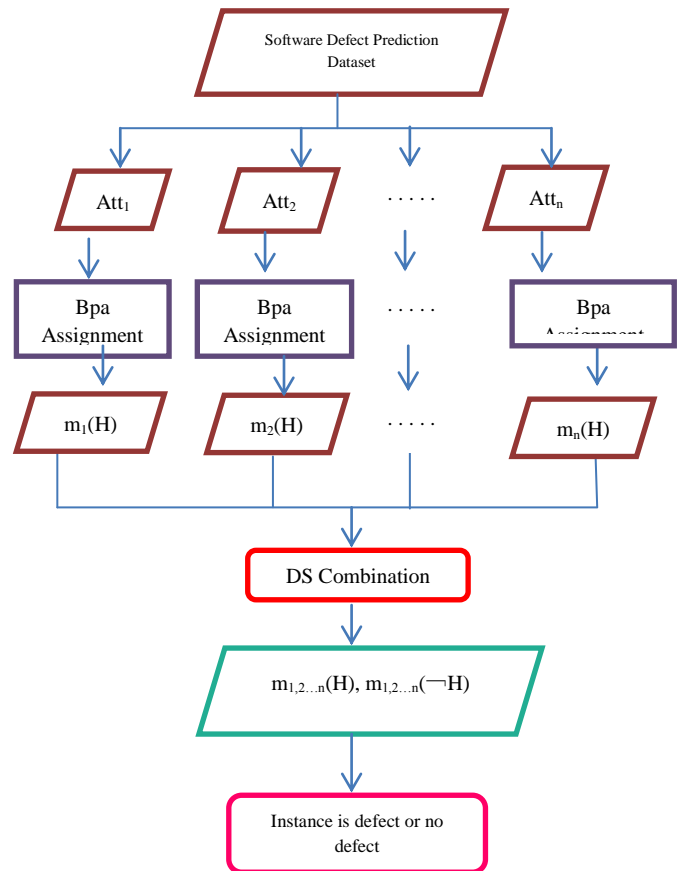 Software Defect Prediction
Dataset
Att₁
Att₂
. . . . .
Attₙ
Bpa
Assignment
Bpa
Assignment
. . . . .
Bpa
Assignment
m₁(H)
m₂(H)
. . . . .
mₙ(H)
DS Combination
m₁,₂…ₙ(H), m₁,₂…ₙ(¬H)
Instance is defect or no
defect